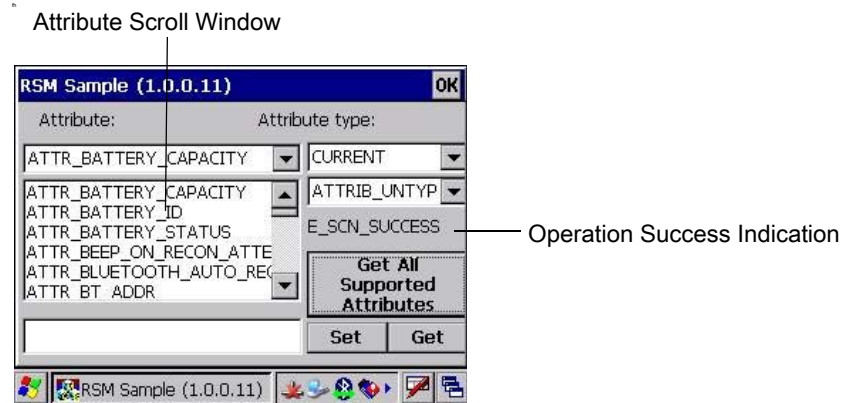 Attribute Scroll Window
RSM Sample (1.0.0.11)
OK
Attribute:
Attribute type:
ATTR_BATTERY_CAPACITY
CURRENT
ATTR_BATTERY_CAPACITY
ATTR_BATTERY_ID
ATTR_BATTERY_STATUS
ATTR_BEEP_ON_RECON_ATTE
ATTR_BLUETOOTH_AUTO_REC
ATTR_BT_ADDR
ATTRIB_UNTYP
E_SCN_SUCCESS
Operation Success Indication
Get All
Supported
Attributes
Set
Get
RSM Sample (1.0.0.11)